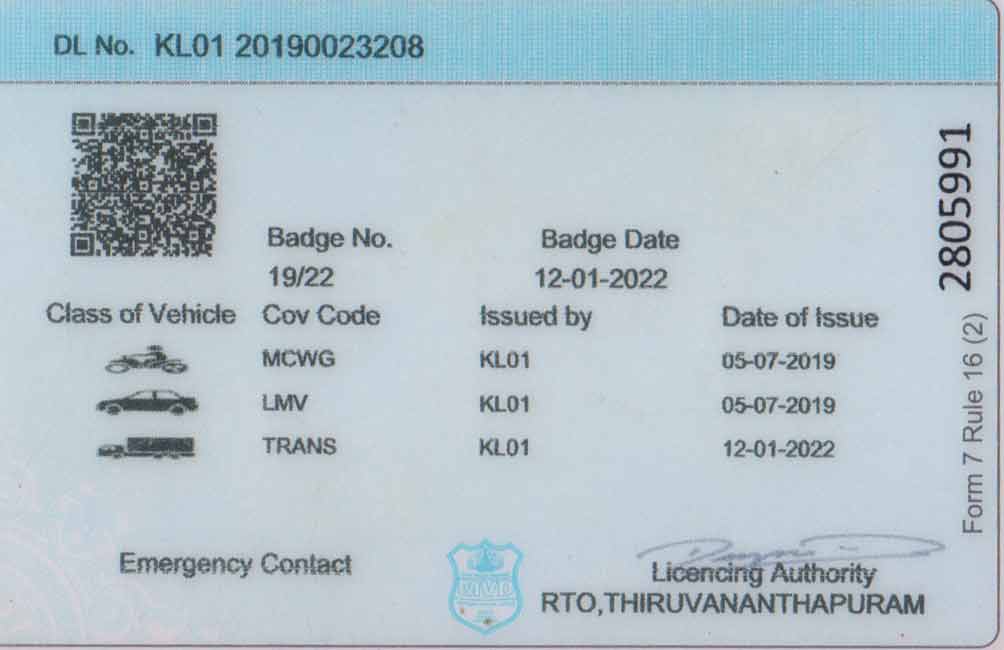 DL No. KL01 20190023208
2805991
Badge No. Badge Date
19/22 12-01-2022
Class of Vehicle Cov Code Issued by Date of Issue
MCWG KL01 05-07-2019
LMV KL01 05-07-2019
TRANS KL01 12-01-2022
Form 7 Rule 16 (2)
Emergency Contact
MVD
Licencing Authority
RTO,THIRUVANANTHAPURAM